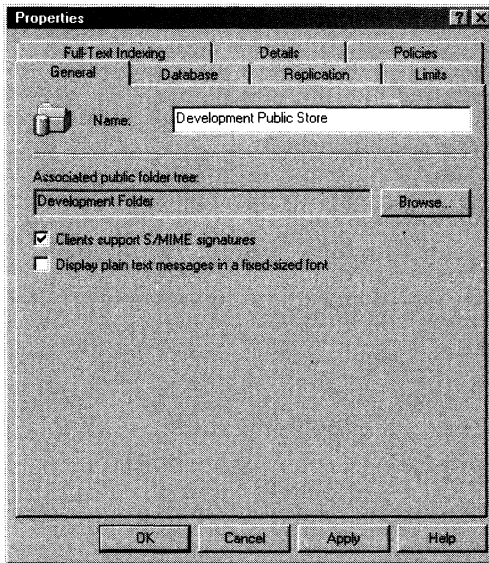 Properties
Full-Text Indexing Details Policies
General Database Replication Limits
Name: Development Public Store
Associated public folder tree:
Development Folder Browse...
Clients support S/MIME signatures
Display plain text messages in a fixed-sized font
OK Cancel Apply Help